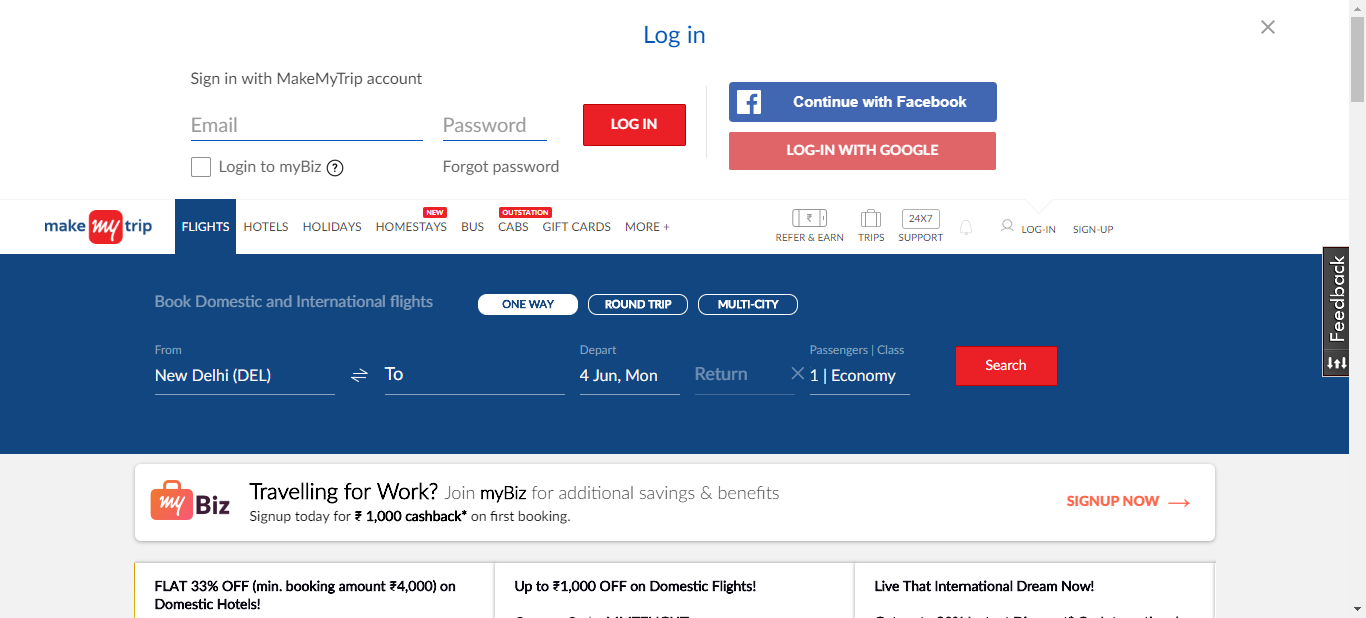 Log in
Sign in with MakeMyTrip account
Email
Password
LOG IN
Login to myBiz ?
Forgot password
f Continue with Facebook
LOG-IN WITH GOOGLE
make my trip
FLIGHTS
HOTELS
HOLIDAYS
NEW
HOMESTAYS
BUS
OUTSTATION
CABS
GIFT CARDS
MORE +
₹
REFER & EARN
TRIPS
24X7
SUPPORT
LOG-IN
SIGN-UP
Feedback
Book Domestic and International flights
ONE WAY
ROUND TRIP
MULTI-CITY
From
New Delhi (DEL)
To
Depart
4 Jun, Mon
Return
Passengers | Class
1 | Economy
Search
my Biz
Travelling for Work? Join myBiz for additional savings & benefits
Signup today for ₹ 1,000 cashback* on first booking.
SIGNUP NOW
FLAT 33% OFF (min. booking amount ₹4,000) on
Domestic Hotels!
Up to ₹1,000 OFF on Domestic Flights!
Live That International Dream Now!